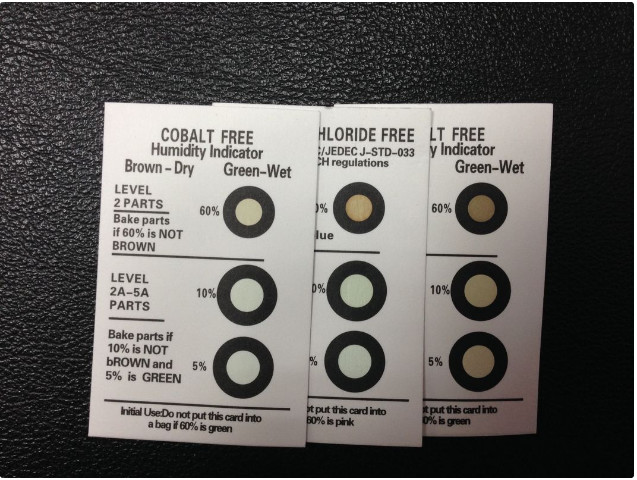 COBALT FREE
Humidity Indicator
Brown-Dry Green-Wet
LEVEL
2 PARTS
60%
Bake parts
if 60% is NOT
BROWN
LEVEL
2A-5A
PARTS
10%
Bake parts if
10% is NOT
bROWN and
5% is GREEN
5%
Initial Use:Do not put this card into
a bag if 60% is green
HLORIDE FREE
C/JEDEC J-STD-033
CH regulations
0%
lue
0%
%
ot put this card into
60% is pink
LT FREE
y Indicator
Green-Wet
60%
10%
5%
t put this card into
0% is green